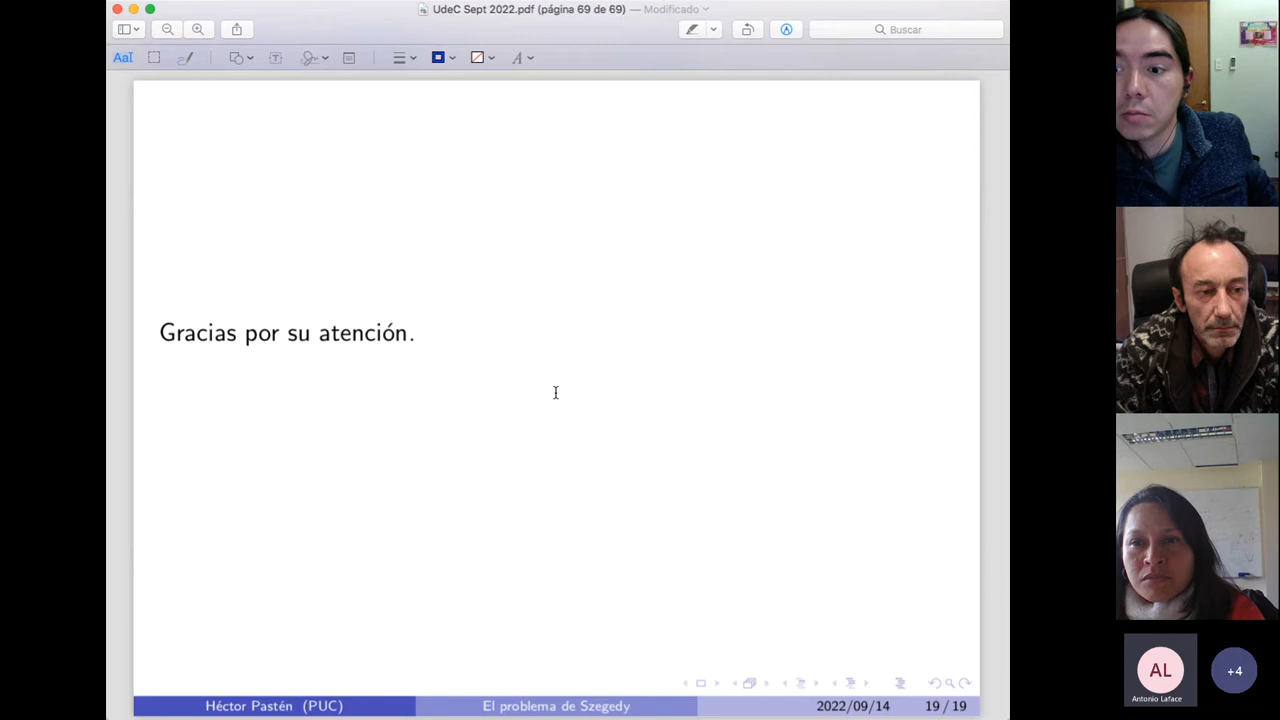 UdeC Sept 2022.pdf (página 69 de 69) — Modificado
Buscar
AaI
A
Gracias por su atención.
Héctor Pastén (PUC)
El problema de Szegedy
2022/09/14
19 / 19
AL
Antonio Laface
+4